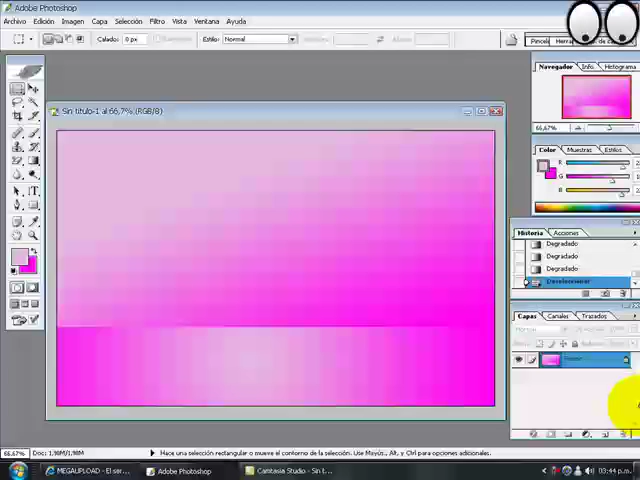 Adobe Photoshop
Archivo Edición Imagen Capa Selección Filtro Vista Ventana Ayuda
Calado: 0 px Estilo: Normal
Pincel
Sin título-1 al 66,7% (RGB/8)
Navegador Info. Histograma
66,67%
Color Muestras Estilos
R
G
B
Historia Acciones
Degradado
Degradado
Degradado
Deseleccionar
Capas Canales Trazados
66,67% Doc: 1,98M/1,98M Hace una selección rectangular o mueve el contorno de la selección. Use Mayús., Alt, y Ctrl para opciones adicionales.
MEGAUPLOAD - El ser... Adobe Photoshop Camtasia Studio - Sin t... 03:44 p.m.